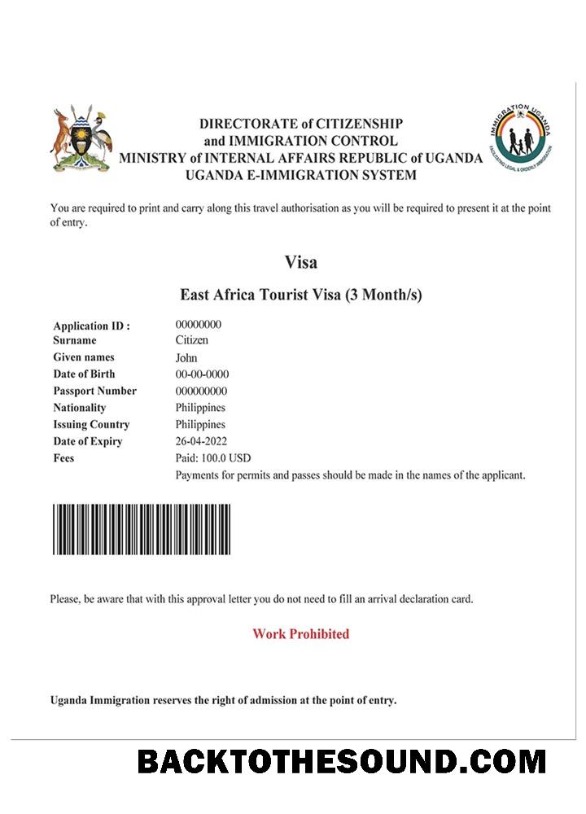 DIRECTORATE of CITIZENSHIP
and IMMIGRATION CONTROL
MINISTRY of INTERNAL AFFAIRS REPUBLIC of UGANDA
UGANDA E-IMMIGRATION SYSTEM
IMMIGRATION UGANDA
FACILITATING LEGAL & ORDERLY IMMIGRATION
You are required to print and carry along this travel authorisation as you will be required to present it at the point
of entry.
Visa
East Africa Tourist Visa (3 Month/s)
Application ID : 00000000
Surname Citizen
Given names John
Date of Birth 00-00-0000
Passport Number 000000000
Nationality Philippines
Issuing Country Philippines
Date of Expiry 26-04-2022
Fees Paid: 100.0 USD
Payments for permits and passes should be made in the names of the applicant.
Please, be aware that with this approval letter you do not need to fill an arrival declaration card.
Work Prohibited
Uganda Immigration reserves the right of admission at the point of entry.
BACKTOTHESOUND.COM